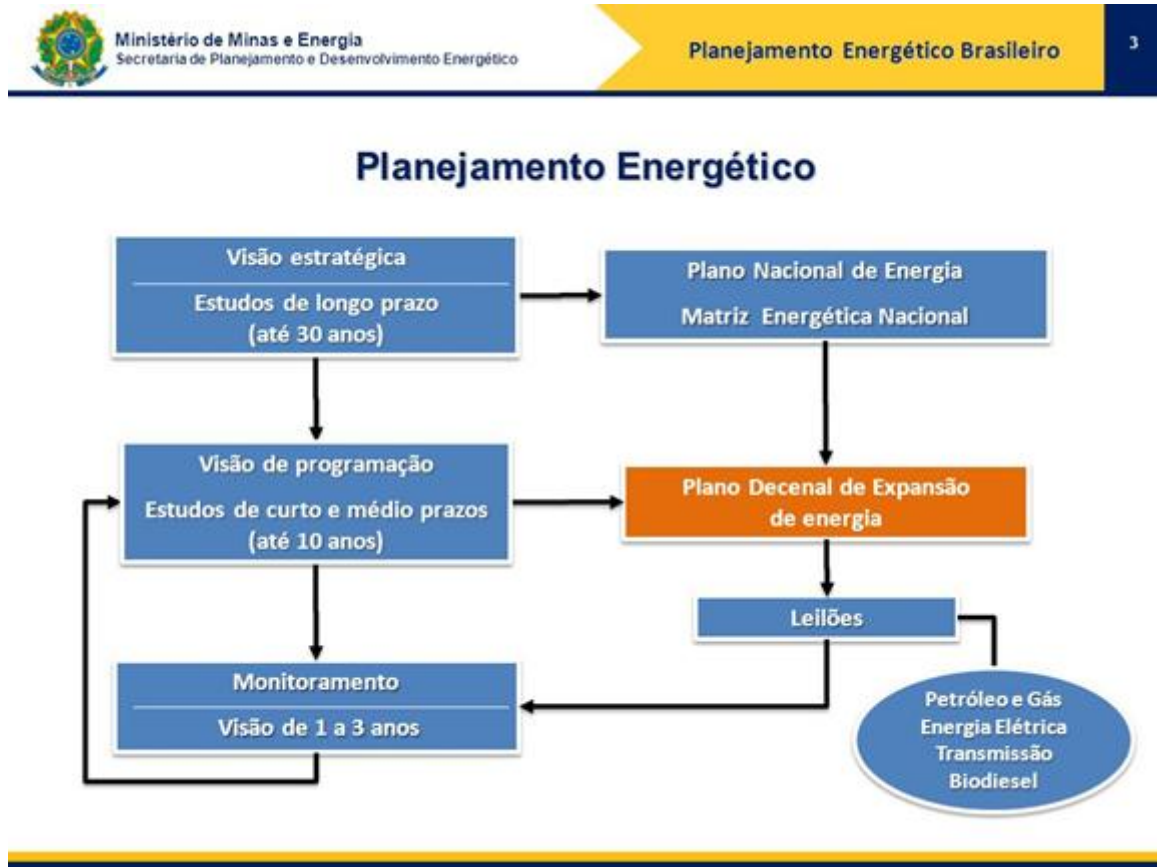 Ministério de Minas e Energia
Secretaria de Planejamento e Desenvolvimento Energético
Planejamento Energético Brasileiro
3
Planejamento Energético
Visão estratégica
Estudos de longo prazo
(até 30 anos)
Plano Nacional de Energia
Matriz Energética Nacional
Visão de programação
Estudos de curto e médio prazos
(até 10 anos)
Plano Decenal de Expansão
de energia
Leilões
Monitoramento
Visão de 1 a 3 anos
Petróleo e Gás
Energia Elétrica
Transmissão
Biodiesel